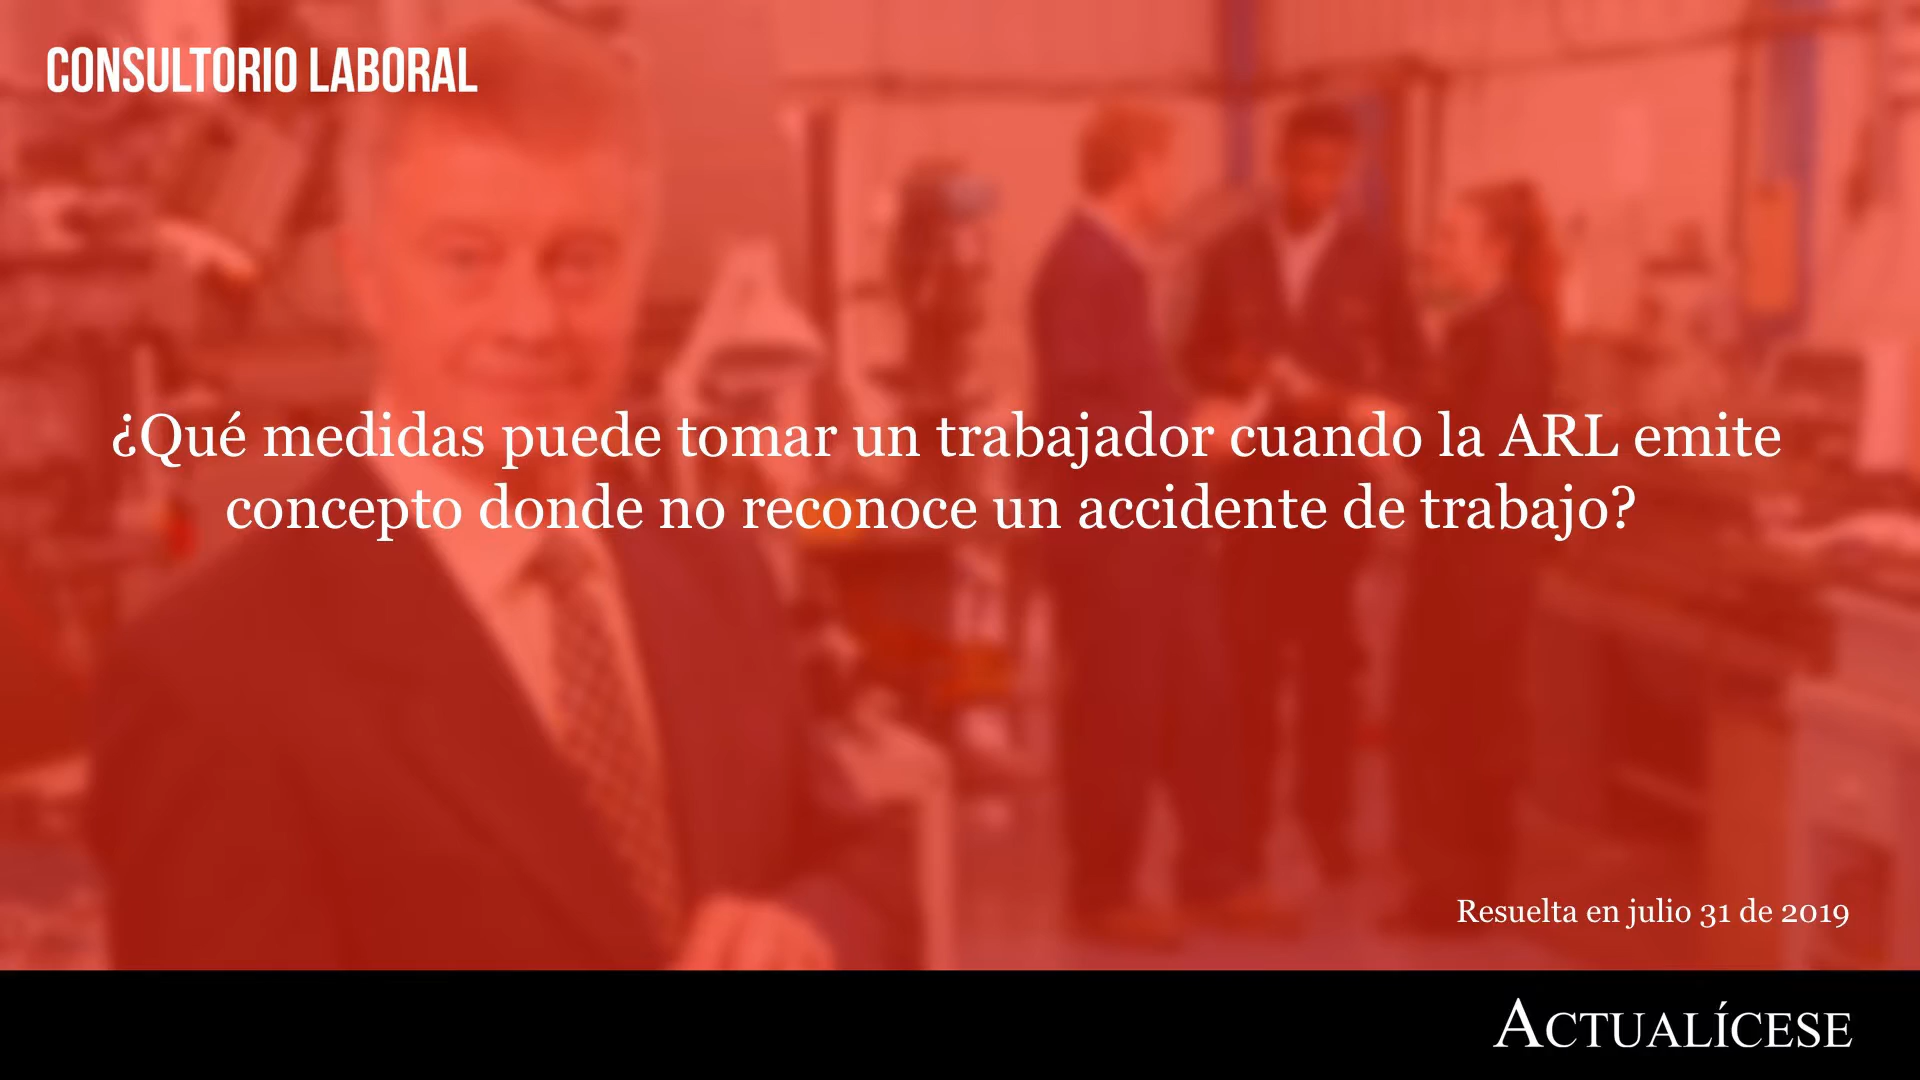 CONSULTORIO LABORAL
¿Qué medidas puede tomar un trabajador cuando la ARL emite
concepto donde no reconoce un accidente de trabajo?
Resuelta en julio 31 de 2019
ACTUALÍCESE